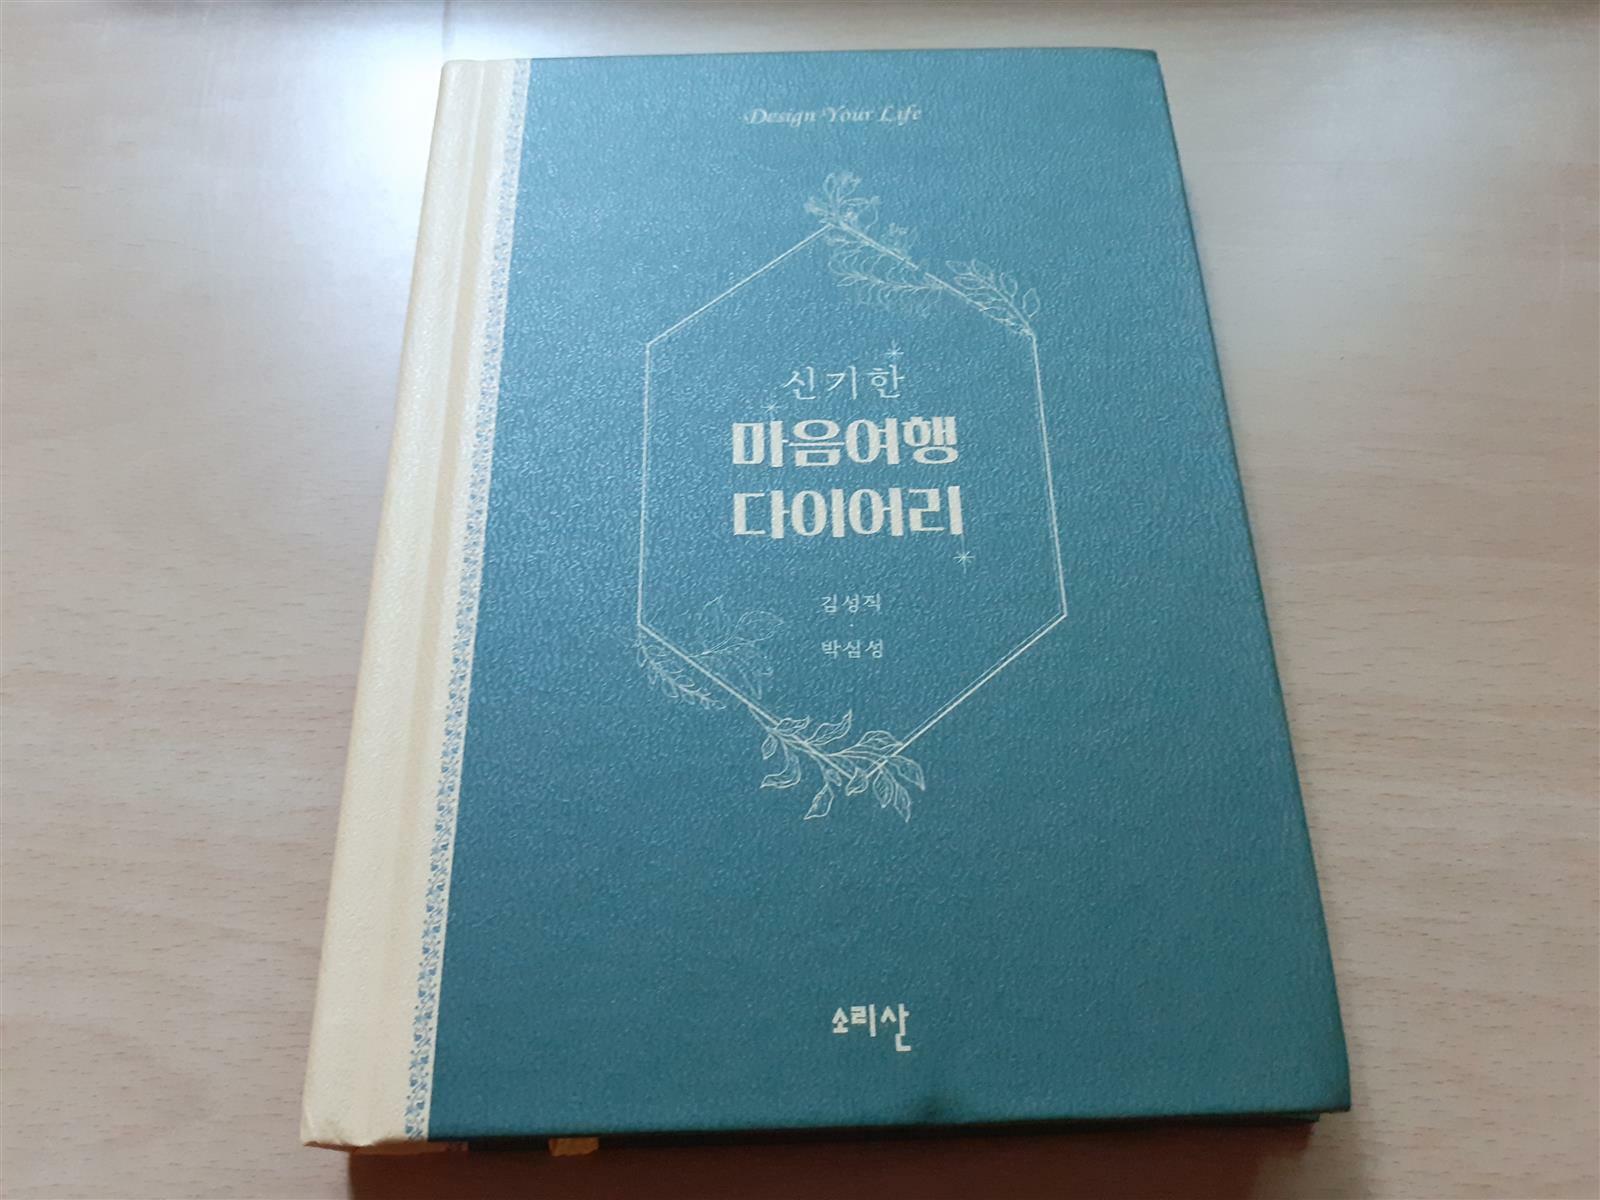 Design Your Life
신기한
마음여행
다이어리
김성직
박심성
소리산